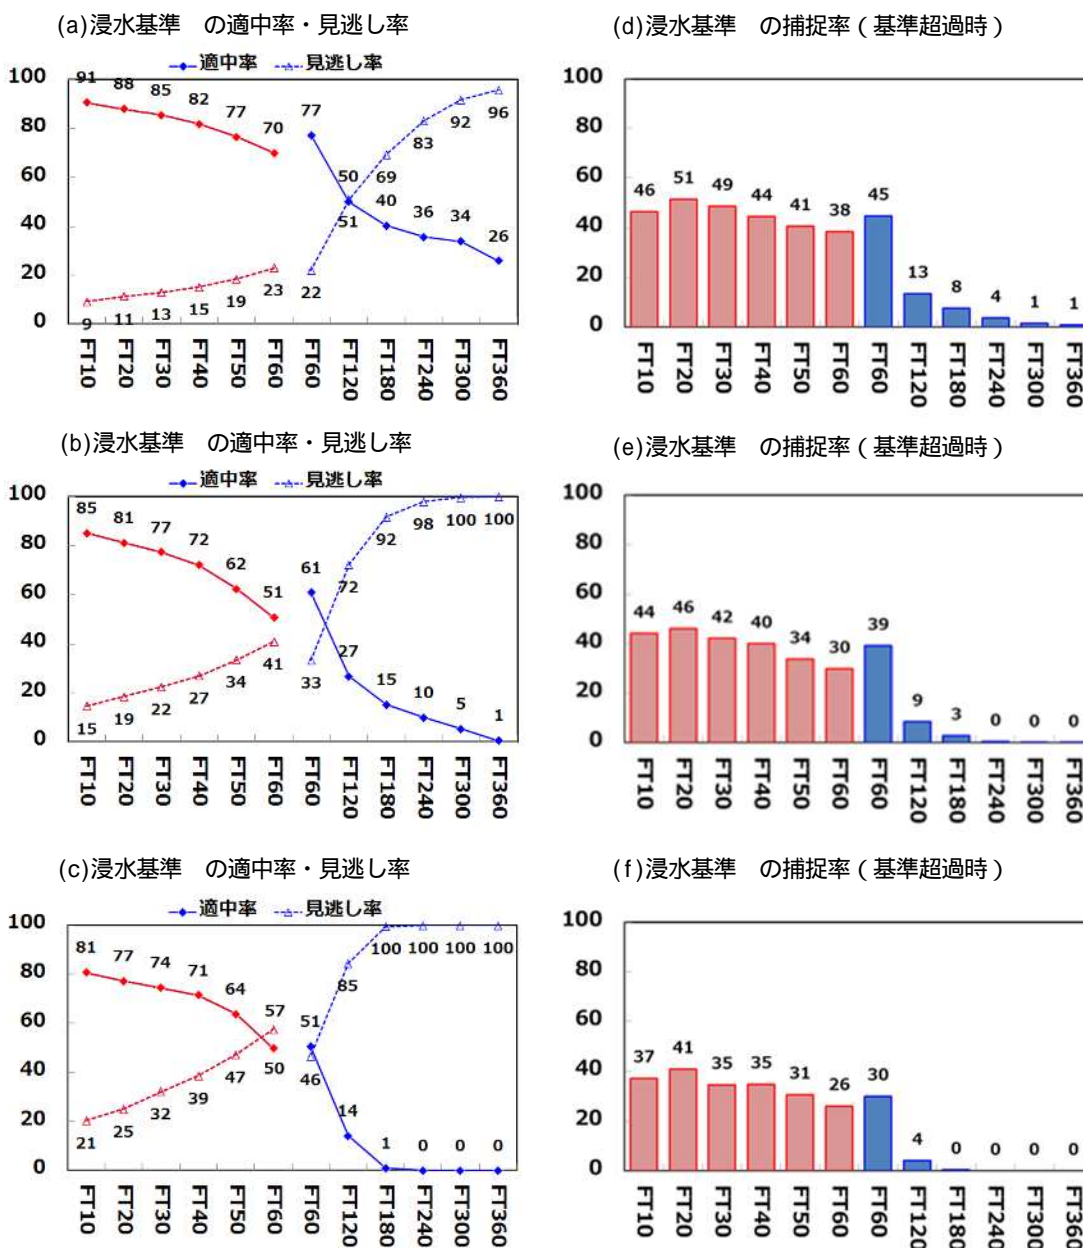 (a)浸水基準　の適中率・見逃し率
適中率 見逃し率
100
80
60
40
20
0
91 88 85 82 77 70 77 50 40 36 34 26
9 11 13 15 19 23 22 51 69 83 92 96
FT10 FT20 FT30 FT40 FT50 FT60 FT60 FT120 FT180 FT240 FT300 FT360
(d)浸水基準　の捕捉率（基準超過時）
100
80
60
40
20
0
46 51 49 44 41 38 45 13 8 4 1 1
FT10 FT20 FT30 FT40 FT50 FT60 FT60 FT120 FT180 FT240 FT300 FT360
(b)浸水基準　の適中率・見逃し率
適中率 見逃し率
100
80
60
40
20
0
85 81 77 72 62 51 61 27 15 10 5 1
15 19 22 27 34 41 33 72 92 98 100 100
FT10 FT20 FT30 FT40 FT50 FT60 FT60 FT120 FT180 FT240 FT300 FT360
(e)浸水基準　の捕捉率（基準超過時）
100
80
60
40
20
0
44 46 42 40 34 30 39 9 3 0 0 0
FT10 FT20 FT30 FT40 FT50 FT60 FT60 FT120 FT180 FT240 FT300 FT360
(c)浸水基準　の適中率・見逃し率
適中率 見逃し率
100
80
60
40
20
0
81 77 74 71 64 50 51 14 1 0 0 0
21 25 32 39 47 57 46 85 100 100 100 100
FT10 FT20 FT30 FT40 FT50 FT60 FT60 FT120 FT180 FT240 FT300 FT360
(f)浸水基準　の捕捉率（基準超過時）
100
80
60
40
20
0
37 41 35 35 31 26 30 4 0 0 0 0
FT10 FT20 FT30 FT40 FT50 FT60 FT60 FT120 FT180 FT240 FT300 FT360